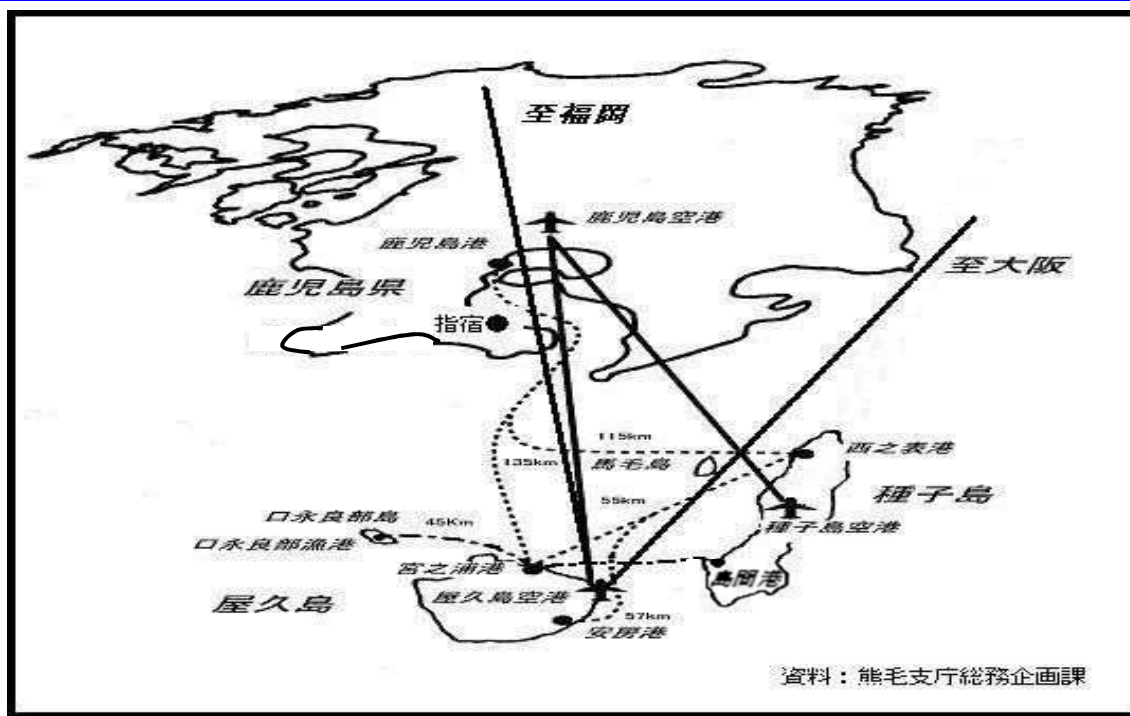 至福岡
鹿児島空港
鹿児島港
至大阪
鹿児島県
指宿
115km
西之表港
135km
馬毛島
種子島
55km
口永良部島
45Km
種子島空港
口永良部漁港
宮之浦港
島間港
屋久島空港
屋久島
57km
安房港
資料：熊毛支庁総務企画課